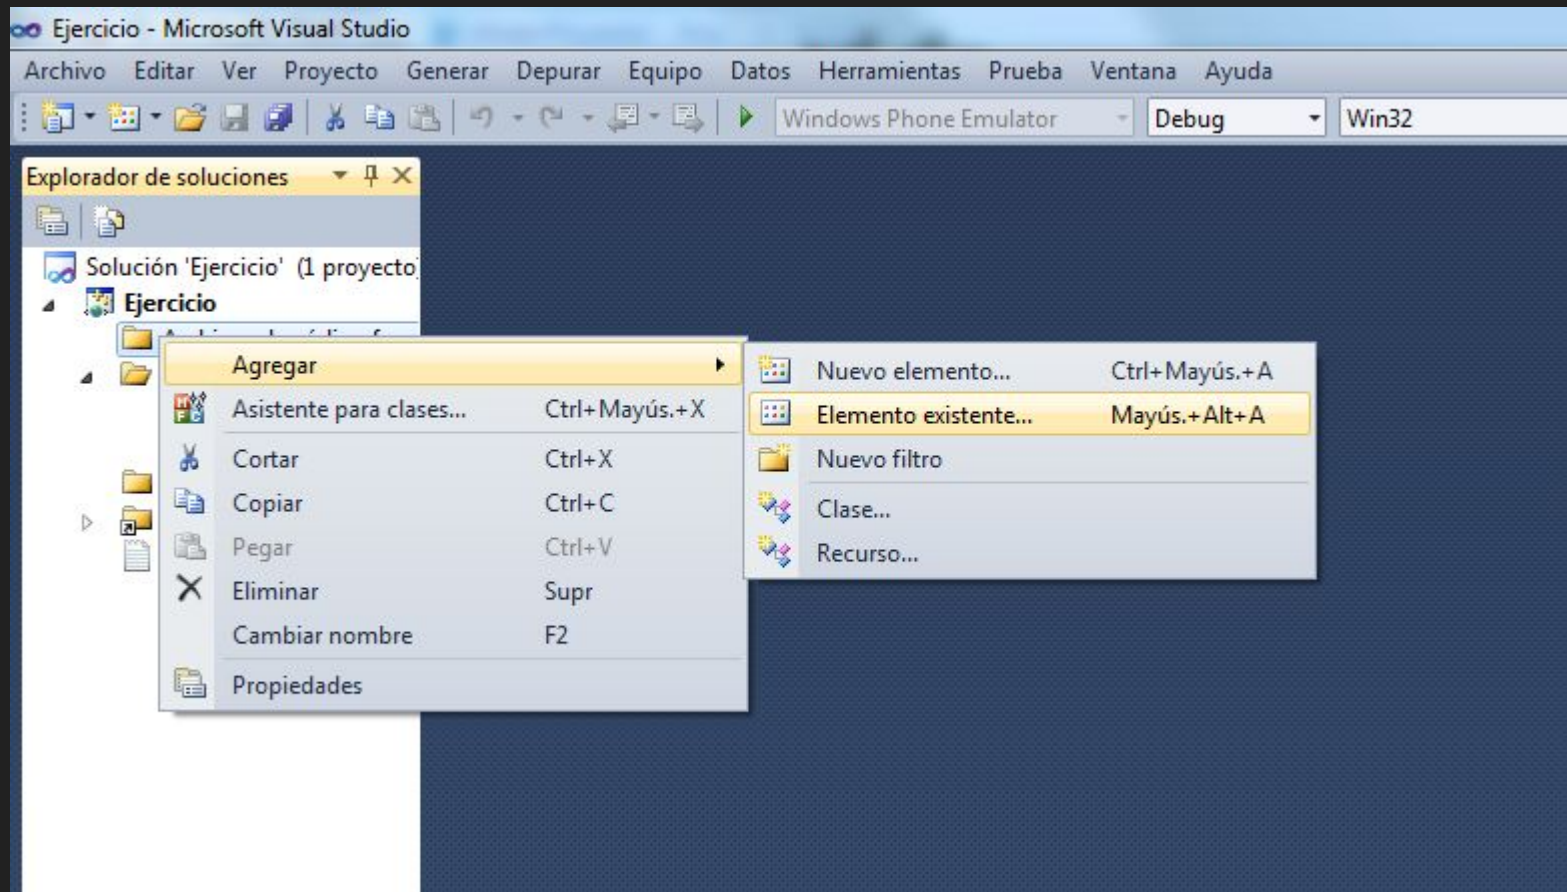 Ejercicio - Microsoft Visual Studio
Archivo Editar Ver Proyecto Generar Depurar Equipo Datos Herramientas Prueba Ventana Ayuda
Windows Phone Emulator Debug Win32
Explorador de soluciones
Solución 'Ejercicio' (1 proyecto)
Ejercicio
Agregar
Asistente para clases... Ctrl+Mayús.+X
Cortar Ctrl+X
Copiar Ctrl+C
Pegar Ctrl+V
Eliminar Supr
Cambiar nombre F2
Propiedades
Nuevo elemento... Ctrl+Mayús.+A
Elemento existente... Mayús.+Alt+A
Nuevo filtro
Clase...
Recurso...